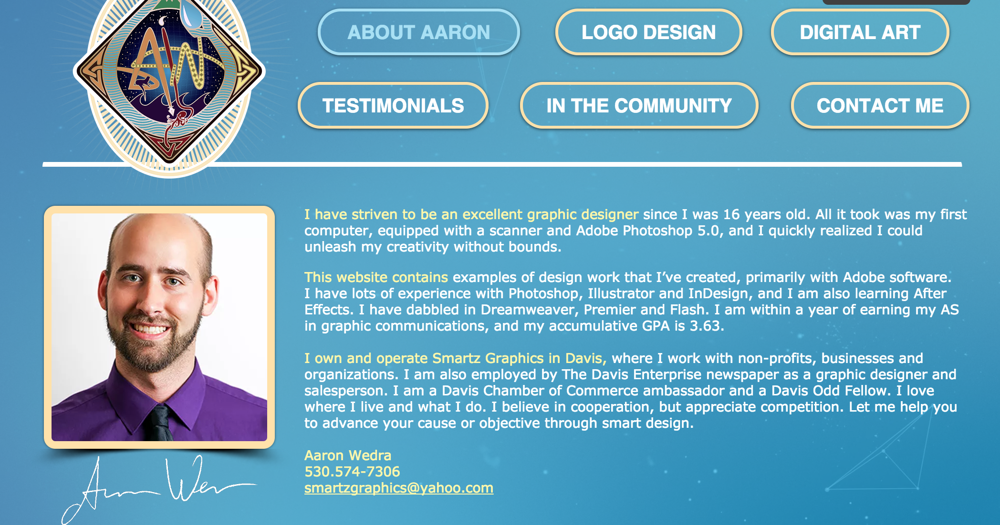 ABOUT AARON
LOGO DESIGN
DIGITAL ART
TESTIMONIALS
IN THE COMMUNITY
CONTACT ME
I have striven to be an excellent graphic designer since I was 16 years old. All it took was my first
computer, equipped with a scanner and Adobe Photoshop 5.0, and I quickly realized I could
unleash my creativity without bounds.
This website contains examples of design work that I’ve created, primarily with Adobe software.
I have lots of experience with Photoshop, Illustrator and InDesign, and I am also learning After
Effects. I have dabbled in Dreamweaver, Premier and Flash. I am within a year of earning my AS
in graphic communications, and my accumulative GPA is 3.63.
I own and operate Smartz Graphics in Davis, where I work with non-profits, businesses and
organizations. I am also employed by The Davis Enterprise newspaper as a graphic designer and
salesperson. I am a Davis Chamber of Commerce ambassador and a Davis Odd Fellow. I love
where I live and what I do. I believe in cooperation, but appreciate competition. Let me help you
to advance your cause or objective through smart design.
Aaron Wedra
530.574-7306
smartzgraphics@yahoo.com